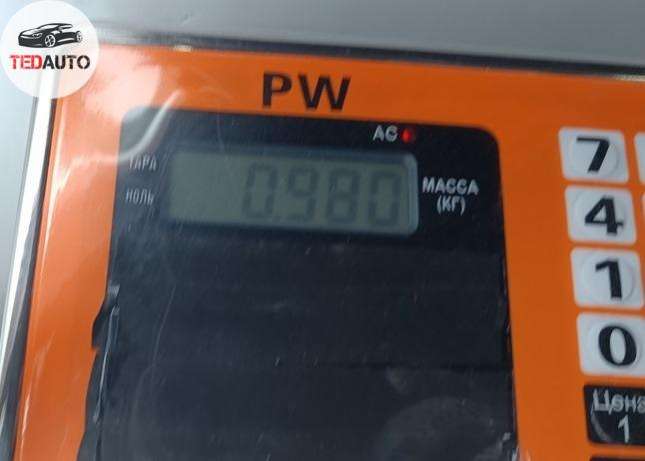 TEDAUTO
PW
AC
ТАРА
НОЛЬ
0.980
МАССА
(КГ)
7
4
1
0
Цена
1